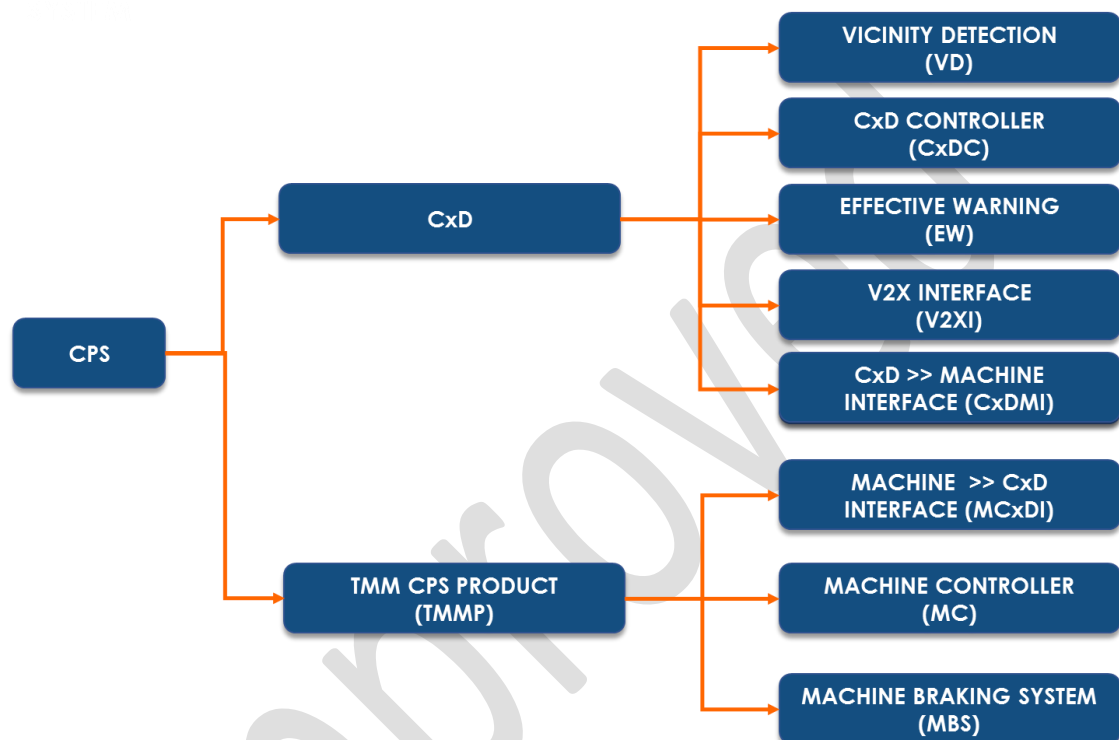 VICINITY DETECTION
(VD)
CxD CONTROLLER
(CxDC)
CxD
EFFECTIVE WARNING
(EW)
V2X INTERFACE
(V2XI)
CPS
CxD >> MACHINE
INTERFACE (CxDMI)
MACHINE >> CxD
INTERFACE (MCxDI)
TMM CPS PRODUCT
(TMMP)
MACHINE CONTROLLER
(MC)
MACHINE BRAKING SYSTEM
(MBS)